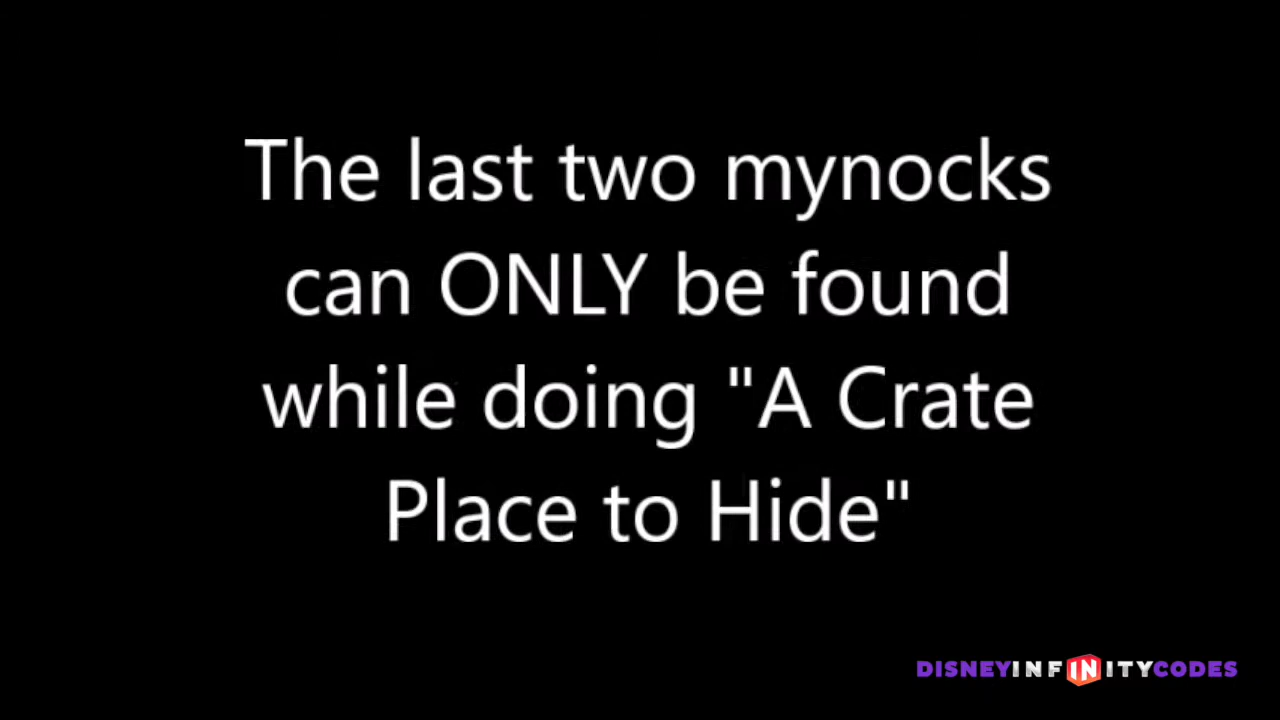 The last two mynocks
can ONLY be found
while doing "A Crate
Place to Hide"
DISNEYINFINITYCODES